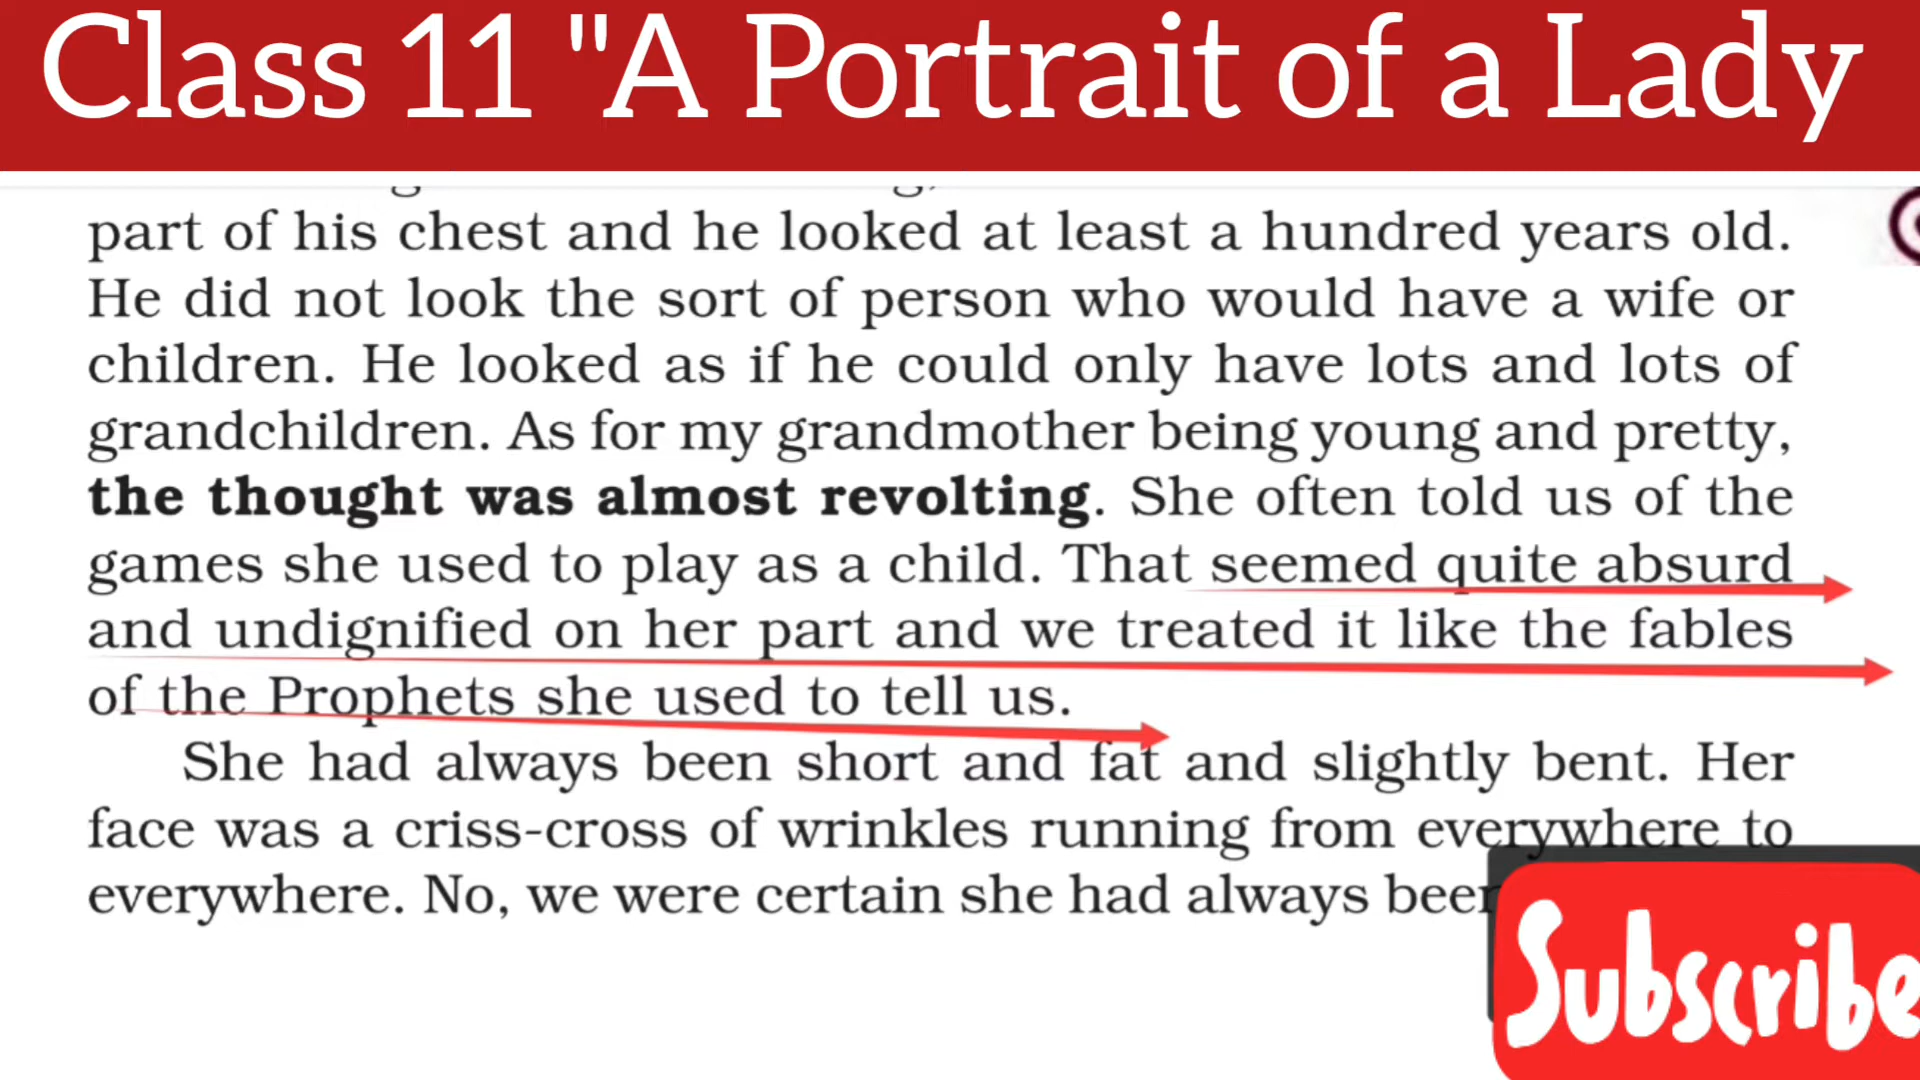 Class 11 "A Portrait of a Lady
part of his chest and he looked at least a hundred years old.
He did not look the sort of person who would have a wife or
children. He looked as if he could only have lots and lots of
grandchildren. As for my grandmother being young and pretty,
the thought was almost revolting. She often told us of the
games she used to play as a child. That seemed quite absurd
and undignified on her part and we treated it like the fables
of the Prophets she used to tell us.
She had always been short and fat and slightly bent. Her
face was a criss-cross of wrinkles running from everywhere to
everywhere. No, we were certain she had always been
Subscribe